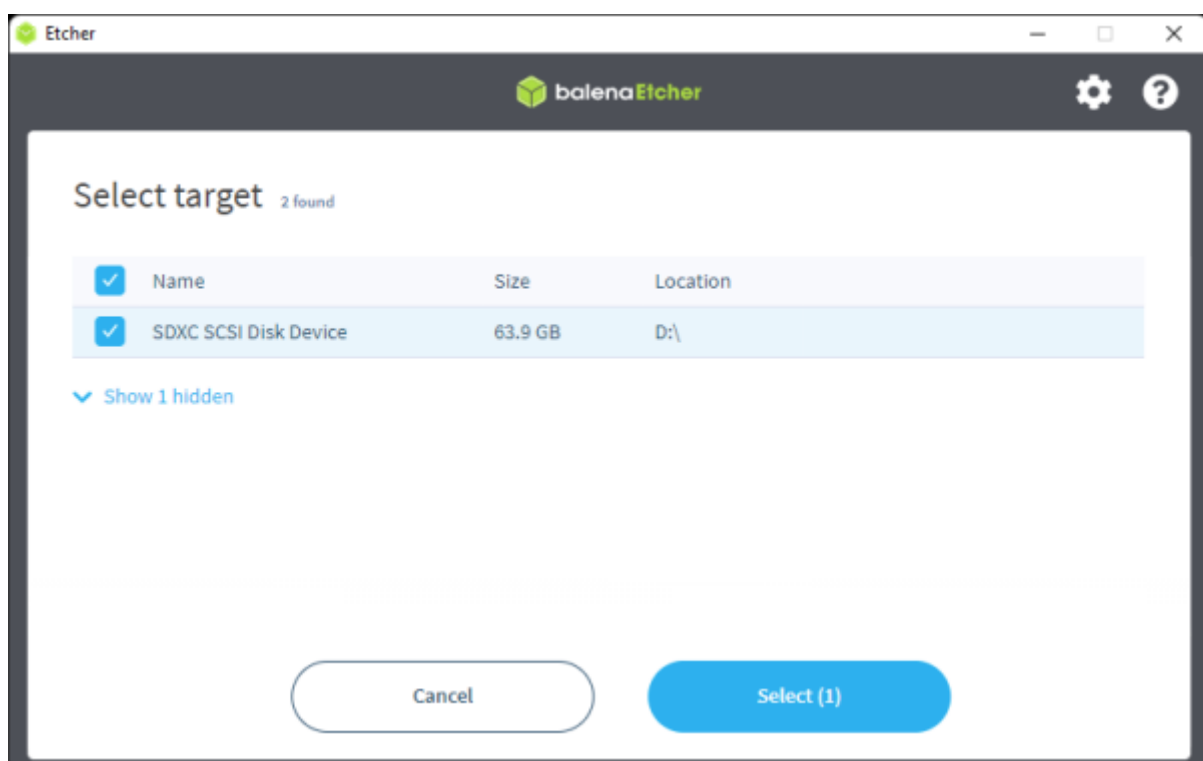 Etcher
balenaEtcher
Select target 2 found
Name Size Location
SDXC SCSI Disk Device 63.9 GB D:\
Show 1 hidden
Cancel Select (1)